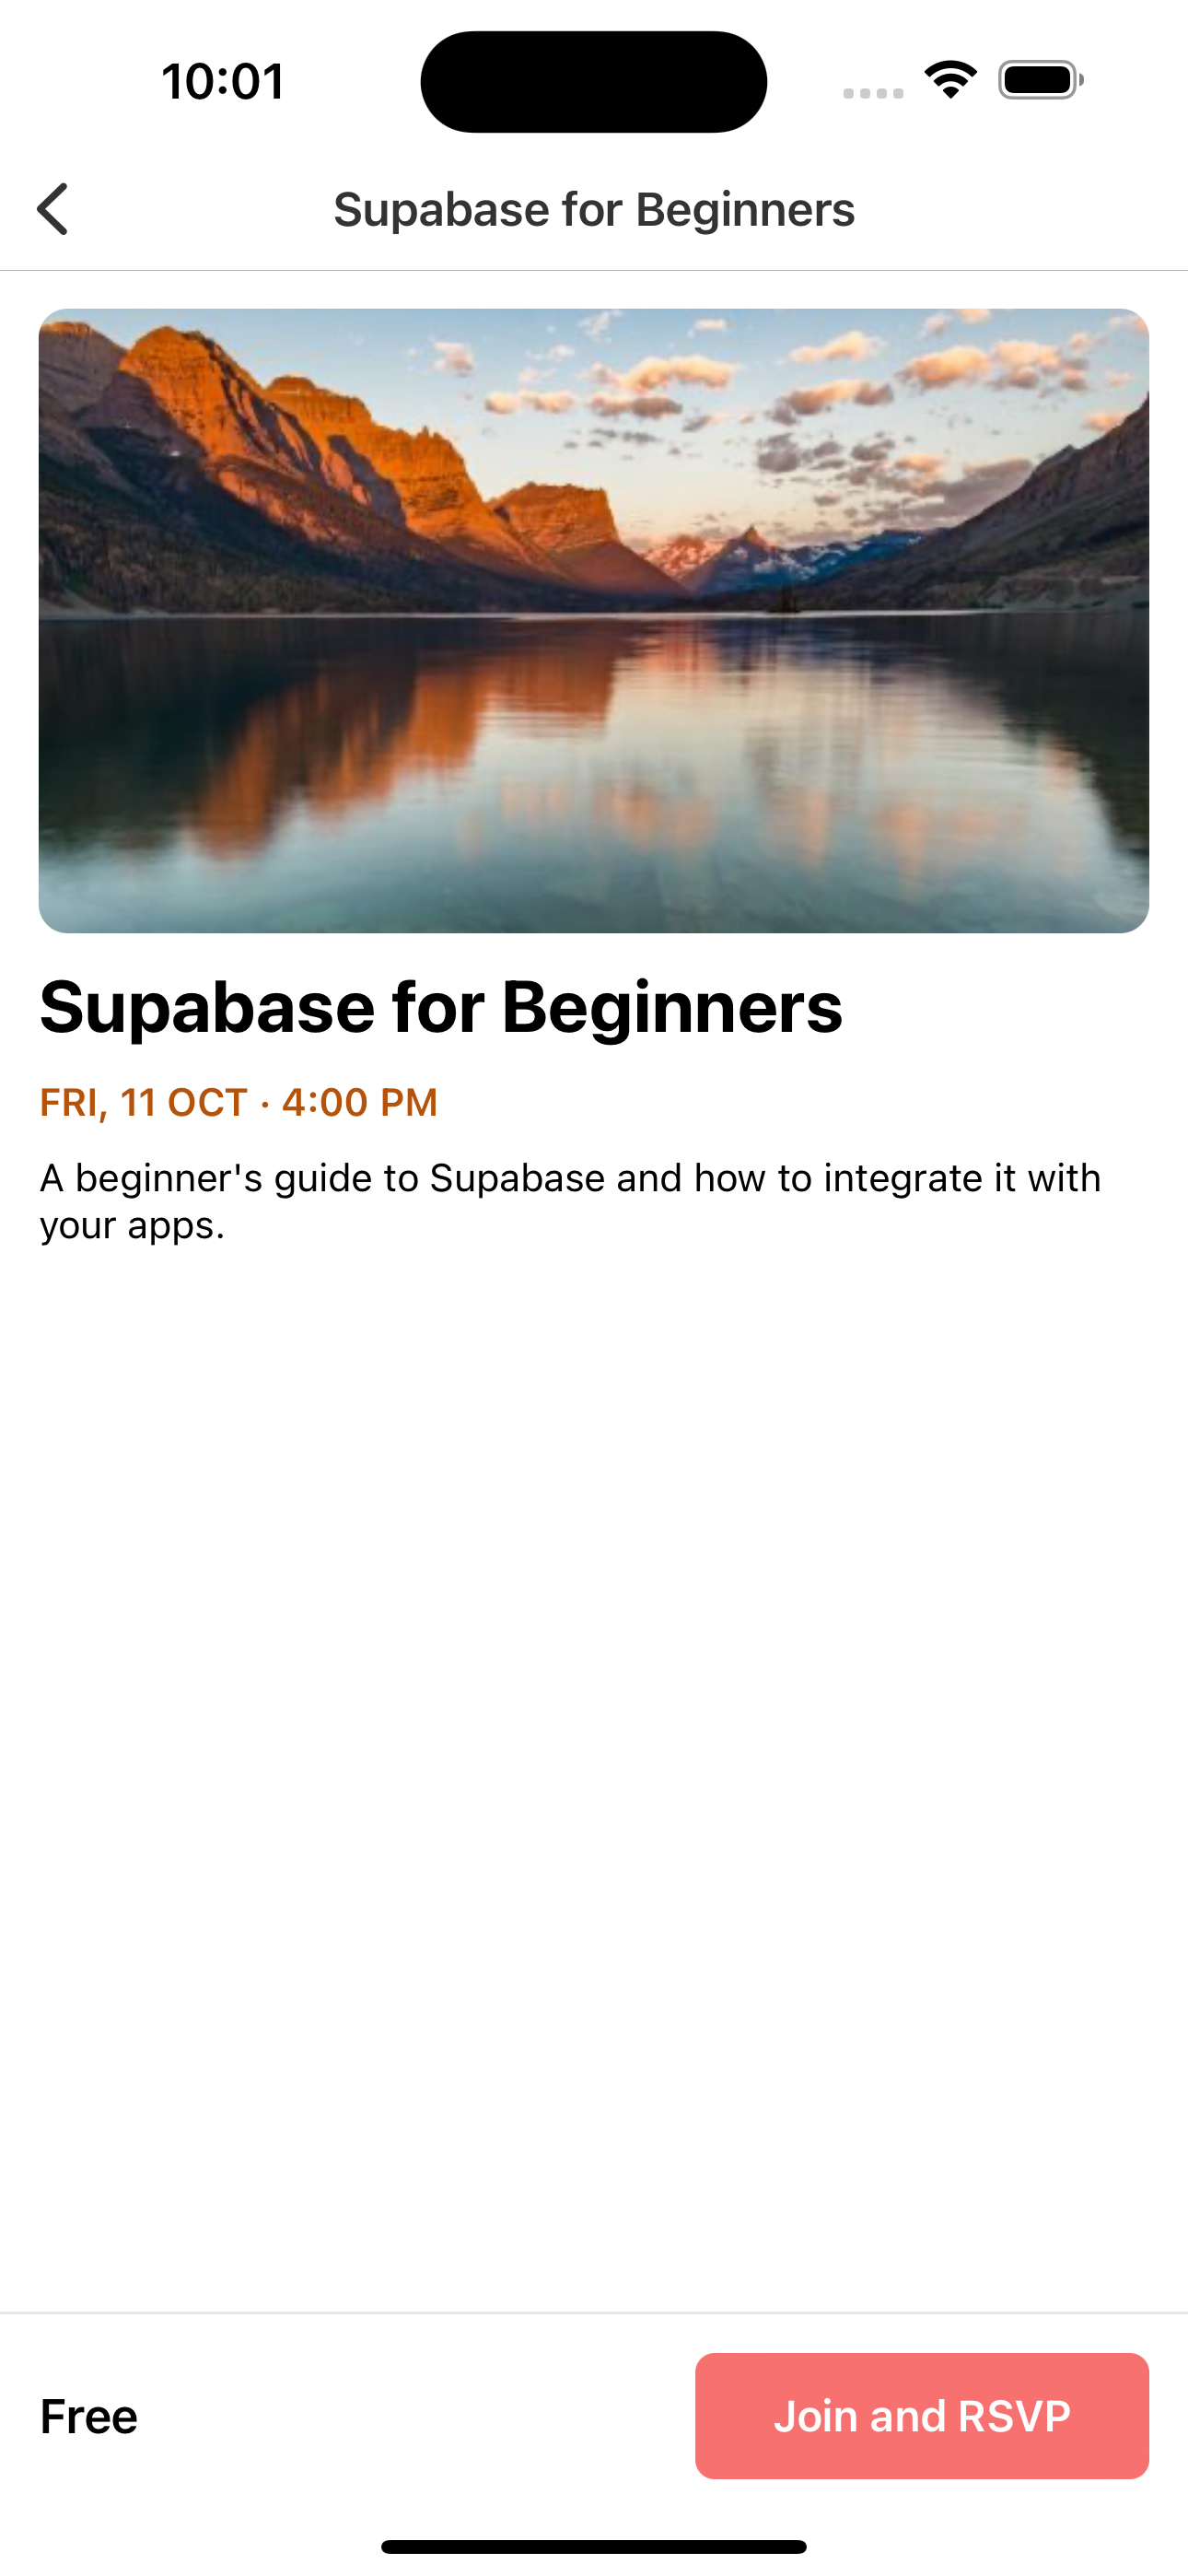 10:01
Supabase for Beginners
Supabase for Beginners
FRI, 11 OCT · 4:00 PM
A beginner's guide to Supabase and how to integrate it with
your apps.
Free
Join and RSVP